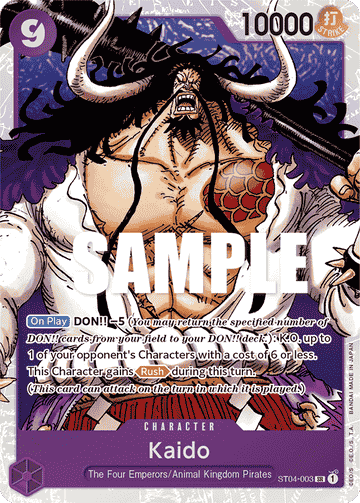 9
10000
打
STRIKE
SAMPLE
On Play DON!! −5 (You may return the specified number of
DON!! cards from your field to your DON!! deck.): K.O. up to
1 of your opponent's Characters with a cost of 6 or less.
This Character gains Rush during this turn.
(This card can attack on the turn in which it is played.)
CHARACTER
Kaido
The Four Emperors/Animal Kingdom Pirates
ST04-003 SR 1
BANDAI MADE IN JAPAN